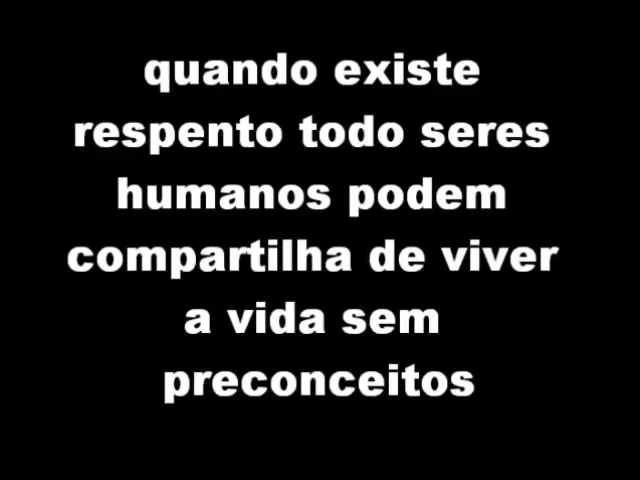 quando existe
respento todo seres
humanos podem
compartilha de viver
a vida sem
preconceitos